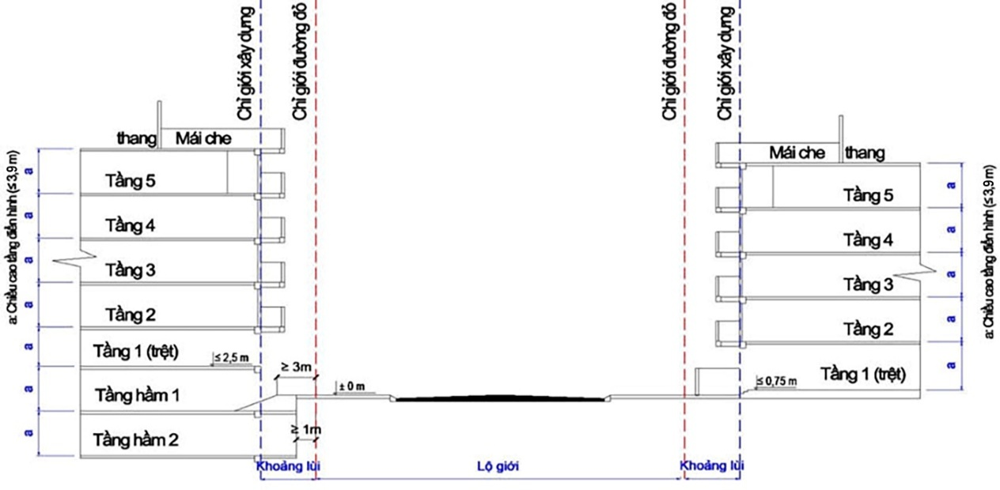 Chỉ giới xây dựng
Chỉ giới đường đỏ
Chỉ giới đường đỏ
Chỉ giới xây dựng
thang Mái che
Mái che thang
a: Chiều cao tầng điển hình (≤ 3,9 m)
a
Tầng 5
a
Tầng 4
a
Tầng 3
a
Tầng 2
a
Tầng 1 (trệt)
≤ 2,5 m
a
Tầng hầm 1
≥ 3m
± 0 m
a
Tầng hầm 2
≥ 1m
Tầng 5
a
Tầng 4
a
Tầng 3
a
Tầng 2
a
Tầng 1 (trệt)
a
≤ 0,75 m
a: Chiều cao tầng điển hình (≤ 3,9 m)
Khoảng lùi
Lộ giới
Khoảng lùi